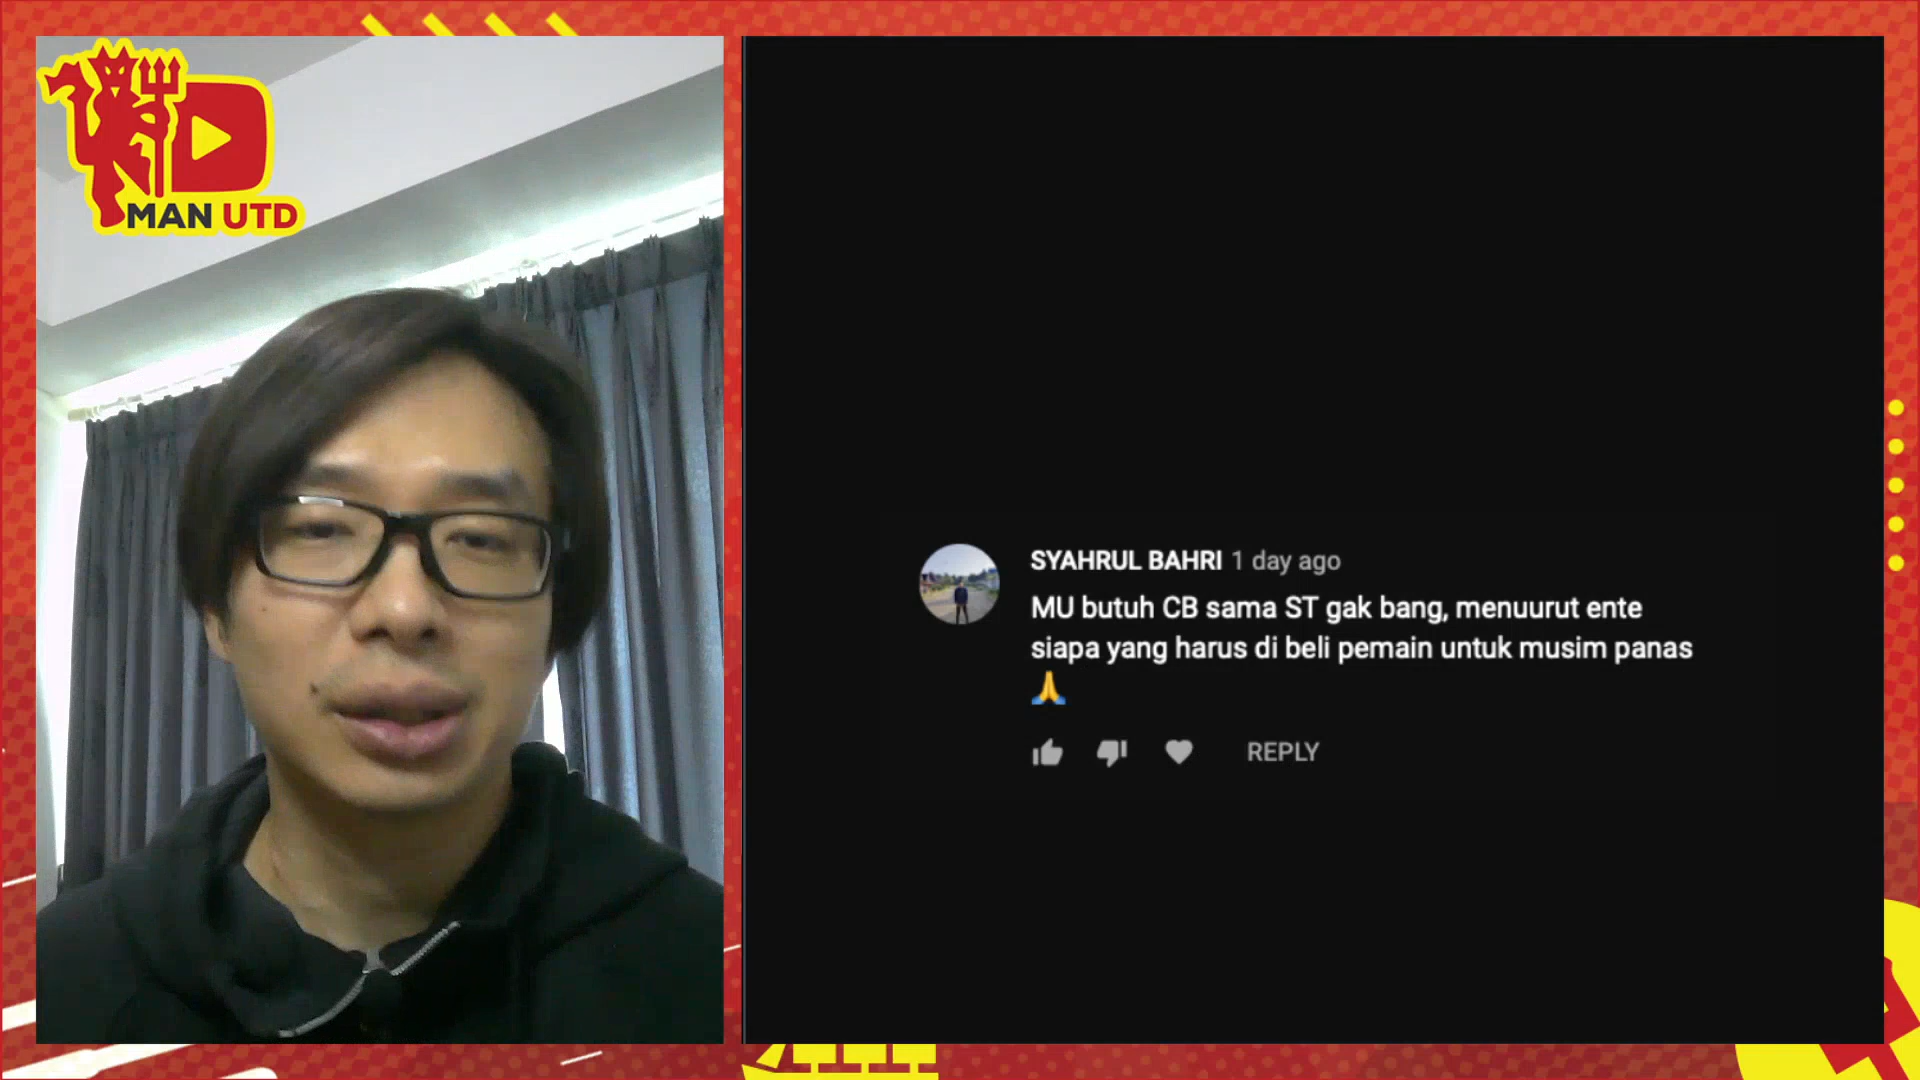 MAN UTD
SYAHRUL BAHRI 1 day ago
MU butuh CB sama ST gak bang, menuurut ente
siapa yang harus di beli pemain untuk musim panas
🙏
REPLY